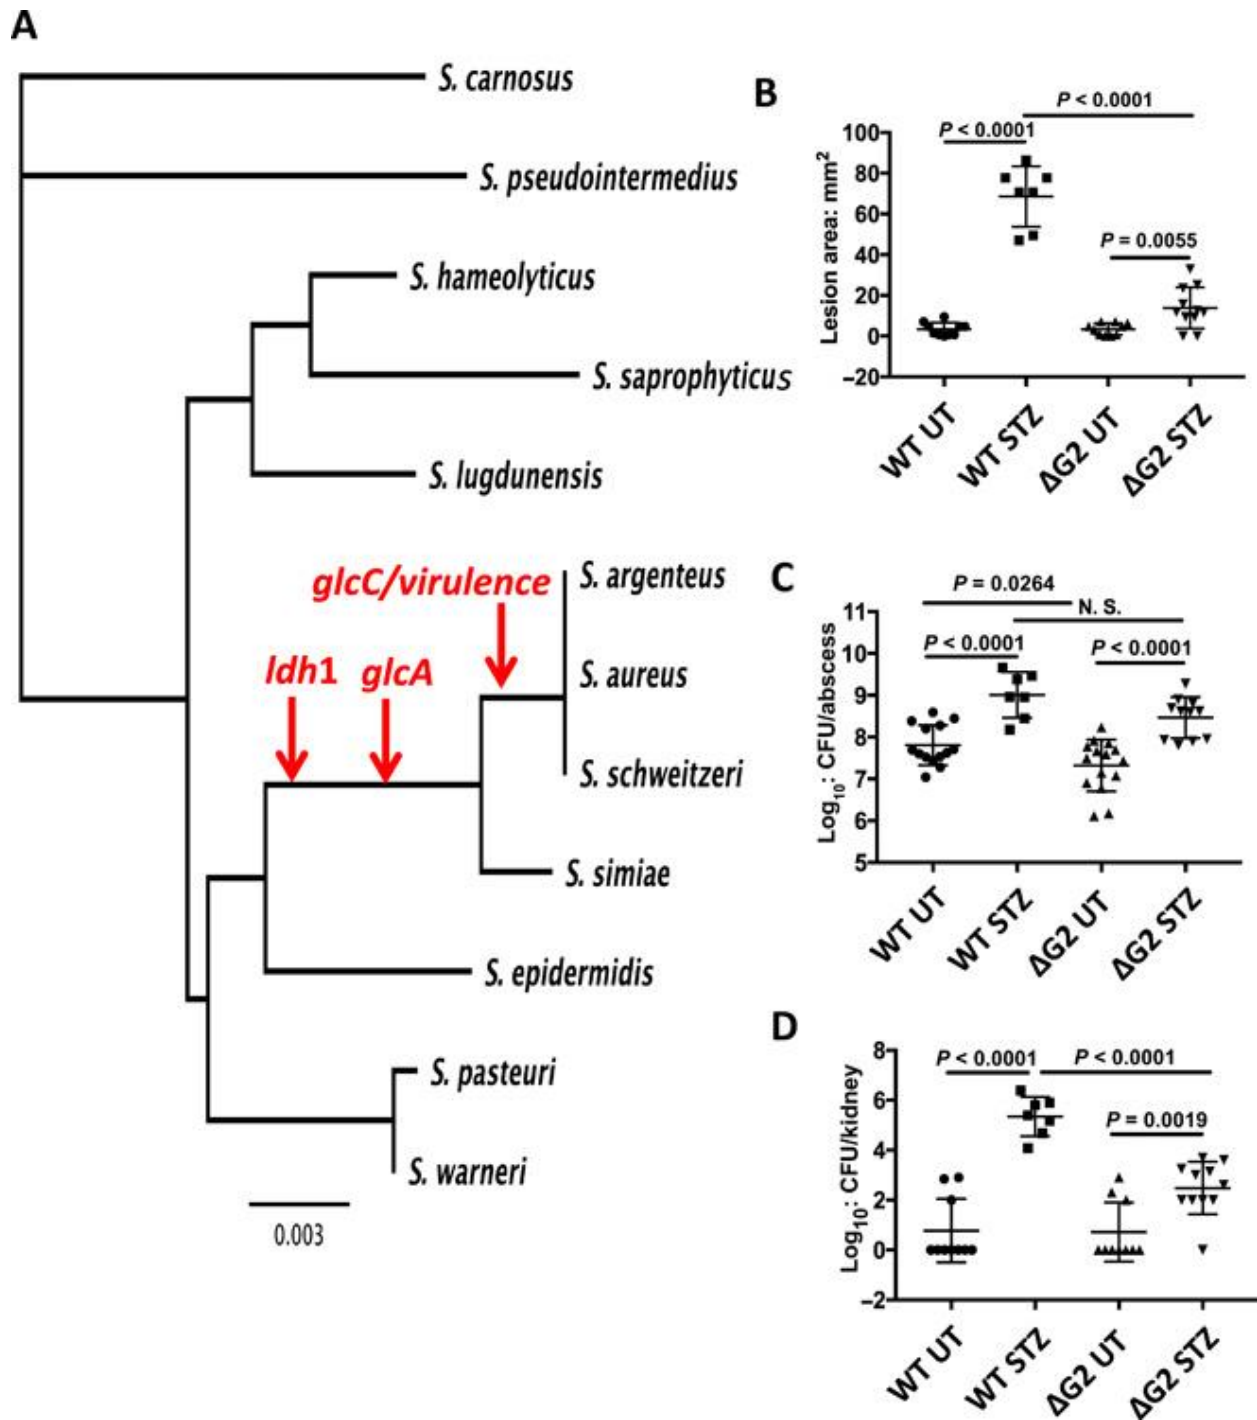 A
S. carnosus
S. pseudointermedius
S. hameolyticus
S. saprophyticus
S. lugdunensis
glcC/virulence
S. argenteus
ldh1 glcA
S. aureus
S. schweitzeri
S. simiae
S. epidermidis
S. pasteuri
S. warneri
0.003
B
P < 0.0001
P < 0.0001
P = 0.0055
Lesion area: mm²
100
80
60
40
20
0
–20
WT UT
WT STZ
ΔG2 UT
ΔG2 STZ
C
P = 0.0264
N. S.
P < 0.0001
P < 0.0001
Log₁₀: CFU/abscess
11
10
9
8
7
6
5
WT UT
WT STZ
ΔG2 UT
ΔG2 STZ
D
P < 0.0001
P < 0.0001
P = 0.0019
Log₁₀: CFU/kidney
8
6
4
2
0
–2
WT UT
WT STZ
ΔG2 UT
ΔG2 STZ